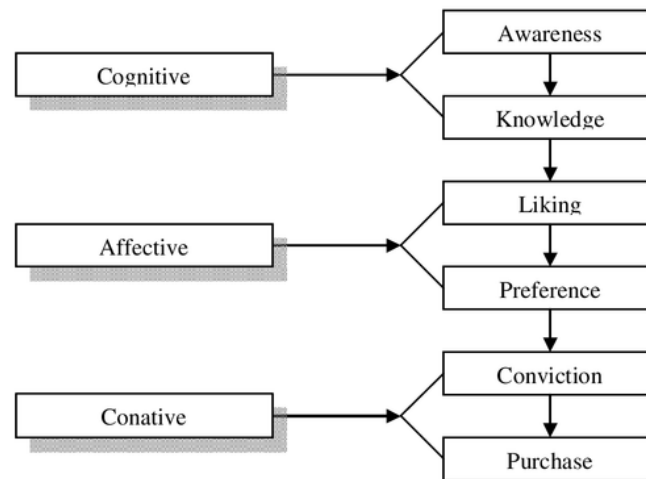 Awareness
Cognitive
Knowledge
Liking
Affective
Preference
Conviction
Conative
Purchase